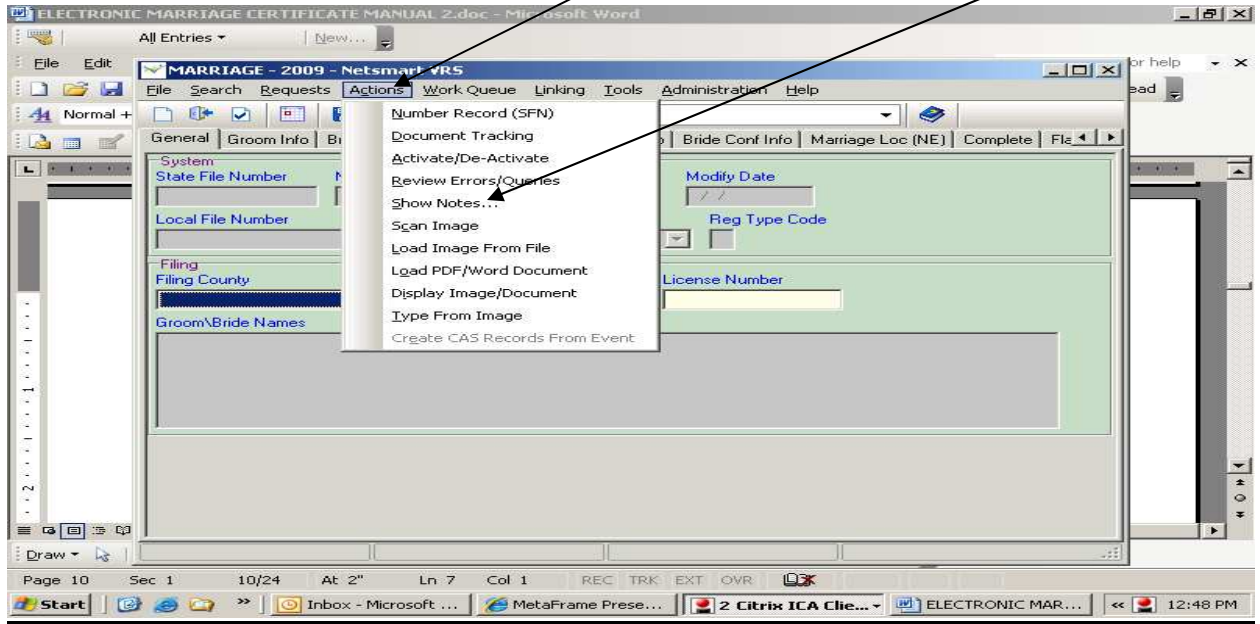 ELECTRONIC MARRIAGE CERTIFICATE MANUAL 2.doc - Microsoft Word
All Entries New...
File Edit or help
MARRIAGE - 2009 - Netsmart VRS
File Search Requests Actions Work Queue Linking Tools Administration Help
ead
Normal +
General Groom Info Bride Conf Info Marriage Loc (NE) Complete
Number Record (SFN)
Document Tracking
Activate/De-Activate
Review Errors/Queries
Show Notes...
Scan Image
Load Image From File
Load PDF/Word Document
Display Image/Document
Type From Image
Create CAS Records From Event
System
State File Number Modify Date
/ /
Local File Number Reg Type Code
Filing
Filing County License Number
Groom\Bride Names
1
2
Draw
Page 10 Sec 1 10/24 At 2" Ln 7 Col 1 REC TRK EXT OVR
Start Inbox - Microsoft ... MetaFrame Prese... 2 Citrix ICA Clie... ELECTRONIC MAR... 12:48 PM